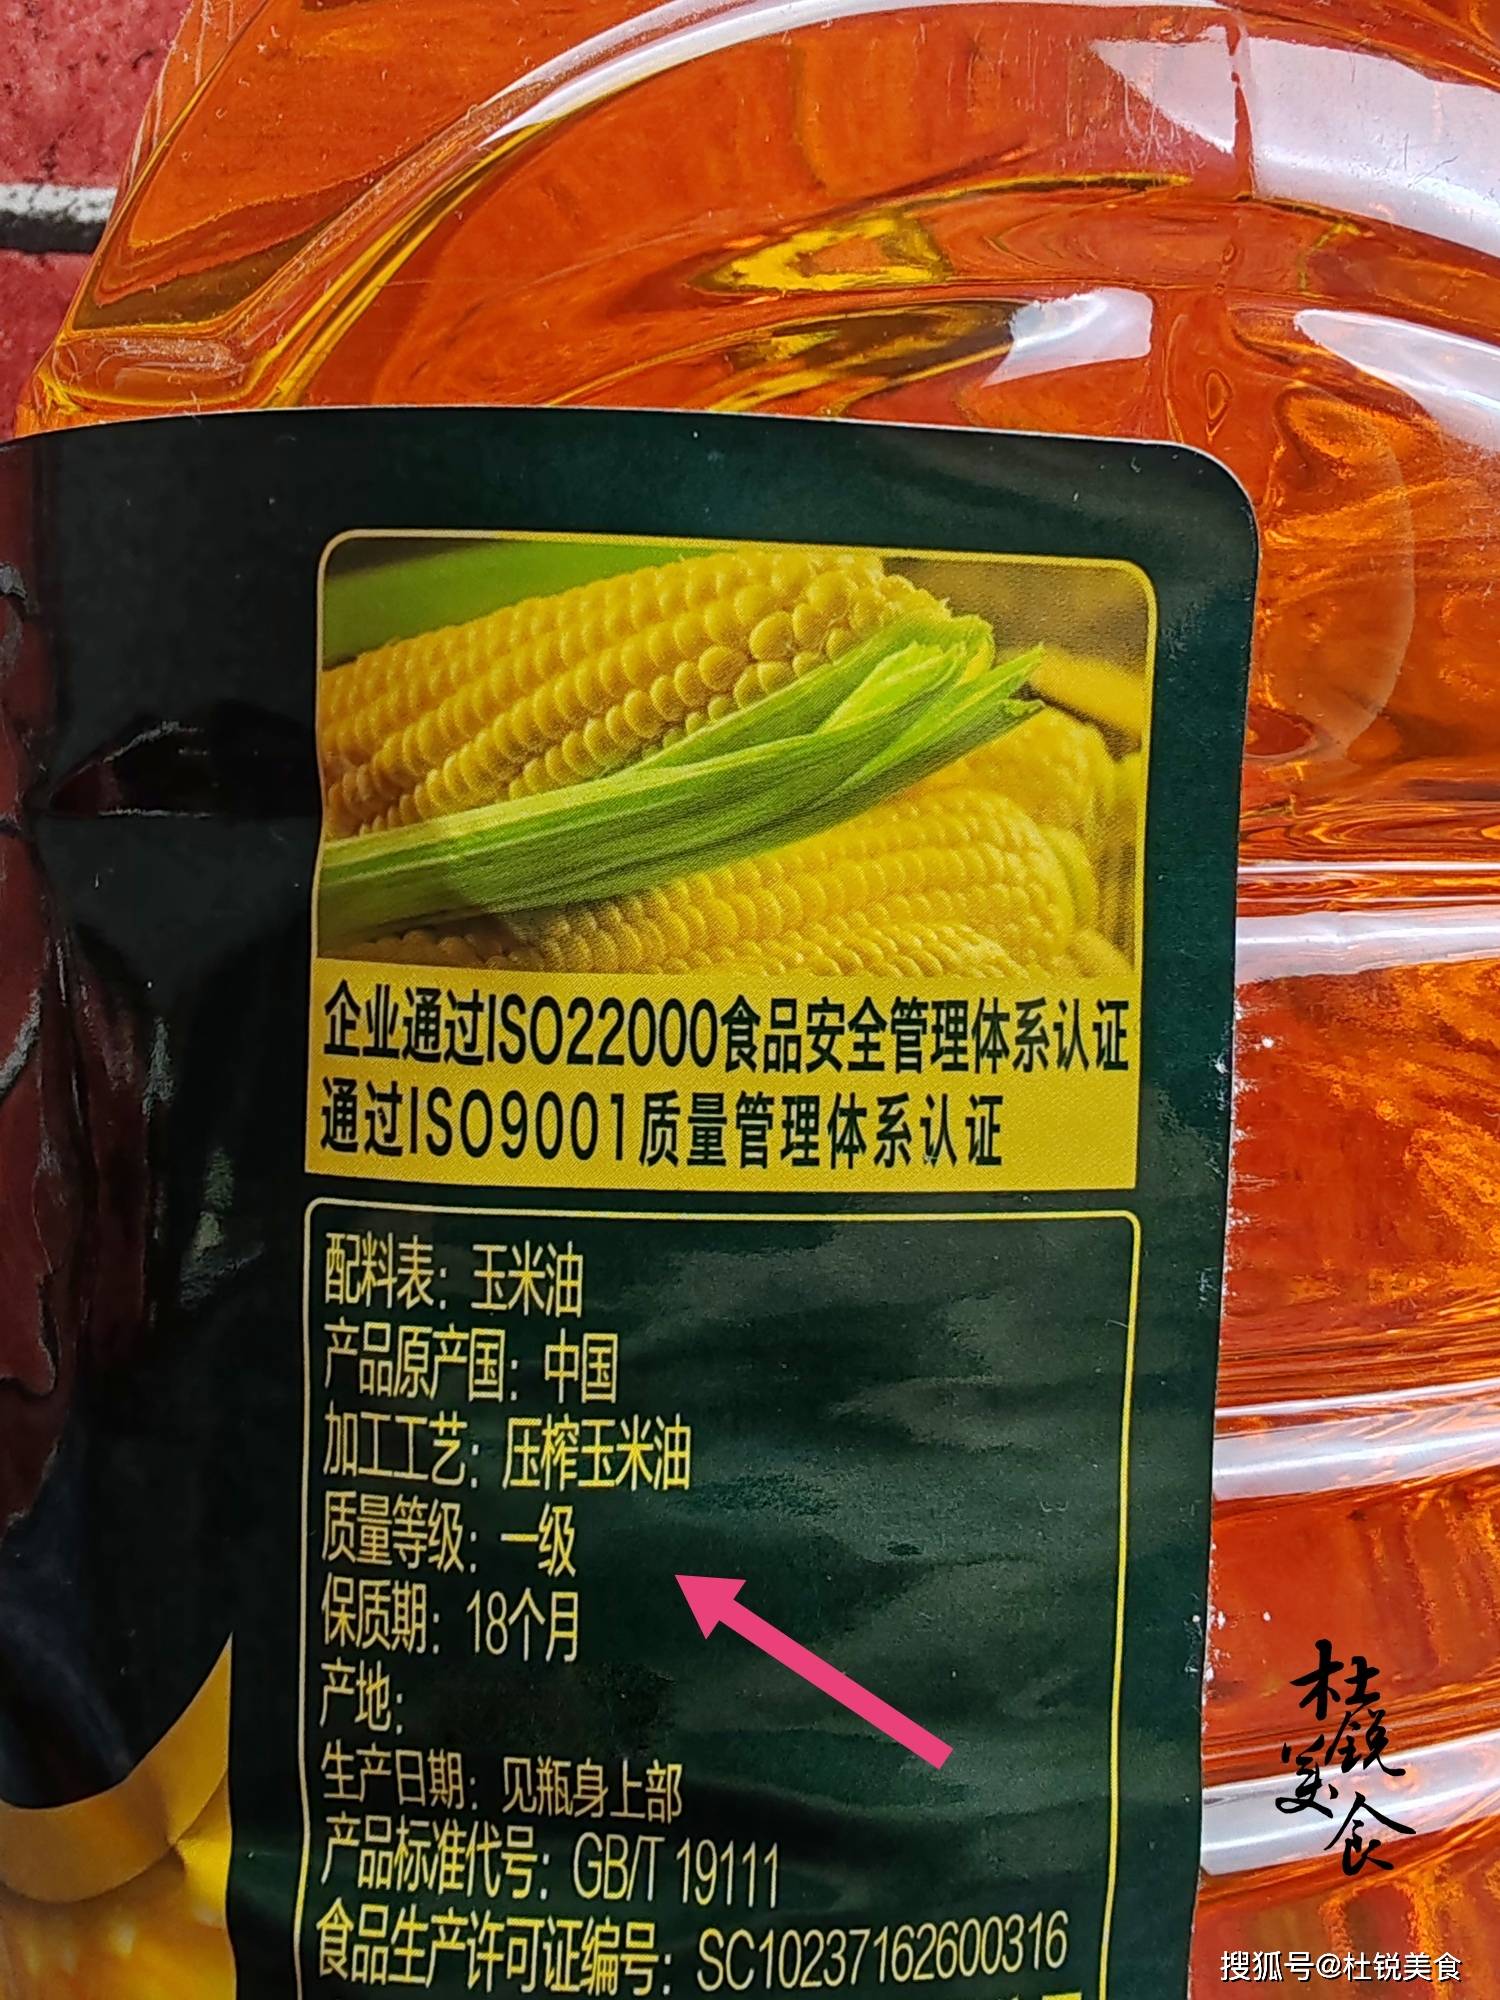 企业通过ISO22000食品安全管理体系认证
通过ISO9001质量管理体系认证
配料表：玉米油
产品原产国：中国
加工工艺：压榨玉米油
质量等级：一级
保质期：18个月
产地：
生产日期：见瓶身上部
产品标准代号：GB/T 19111
食品生产许可证编号：SC10237162600316
杜锐
美食
搜狐号@杜锐美食